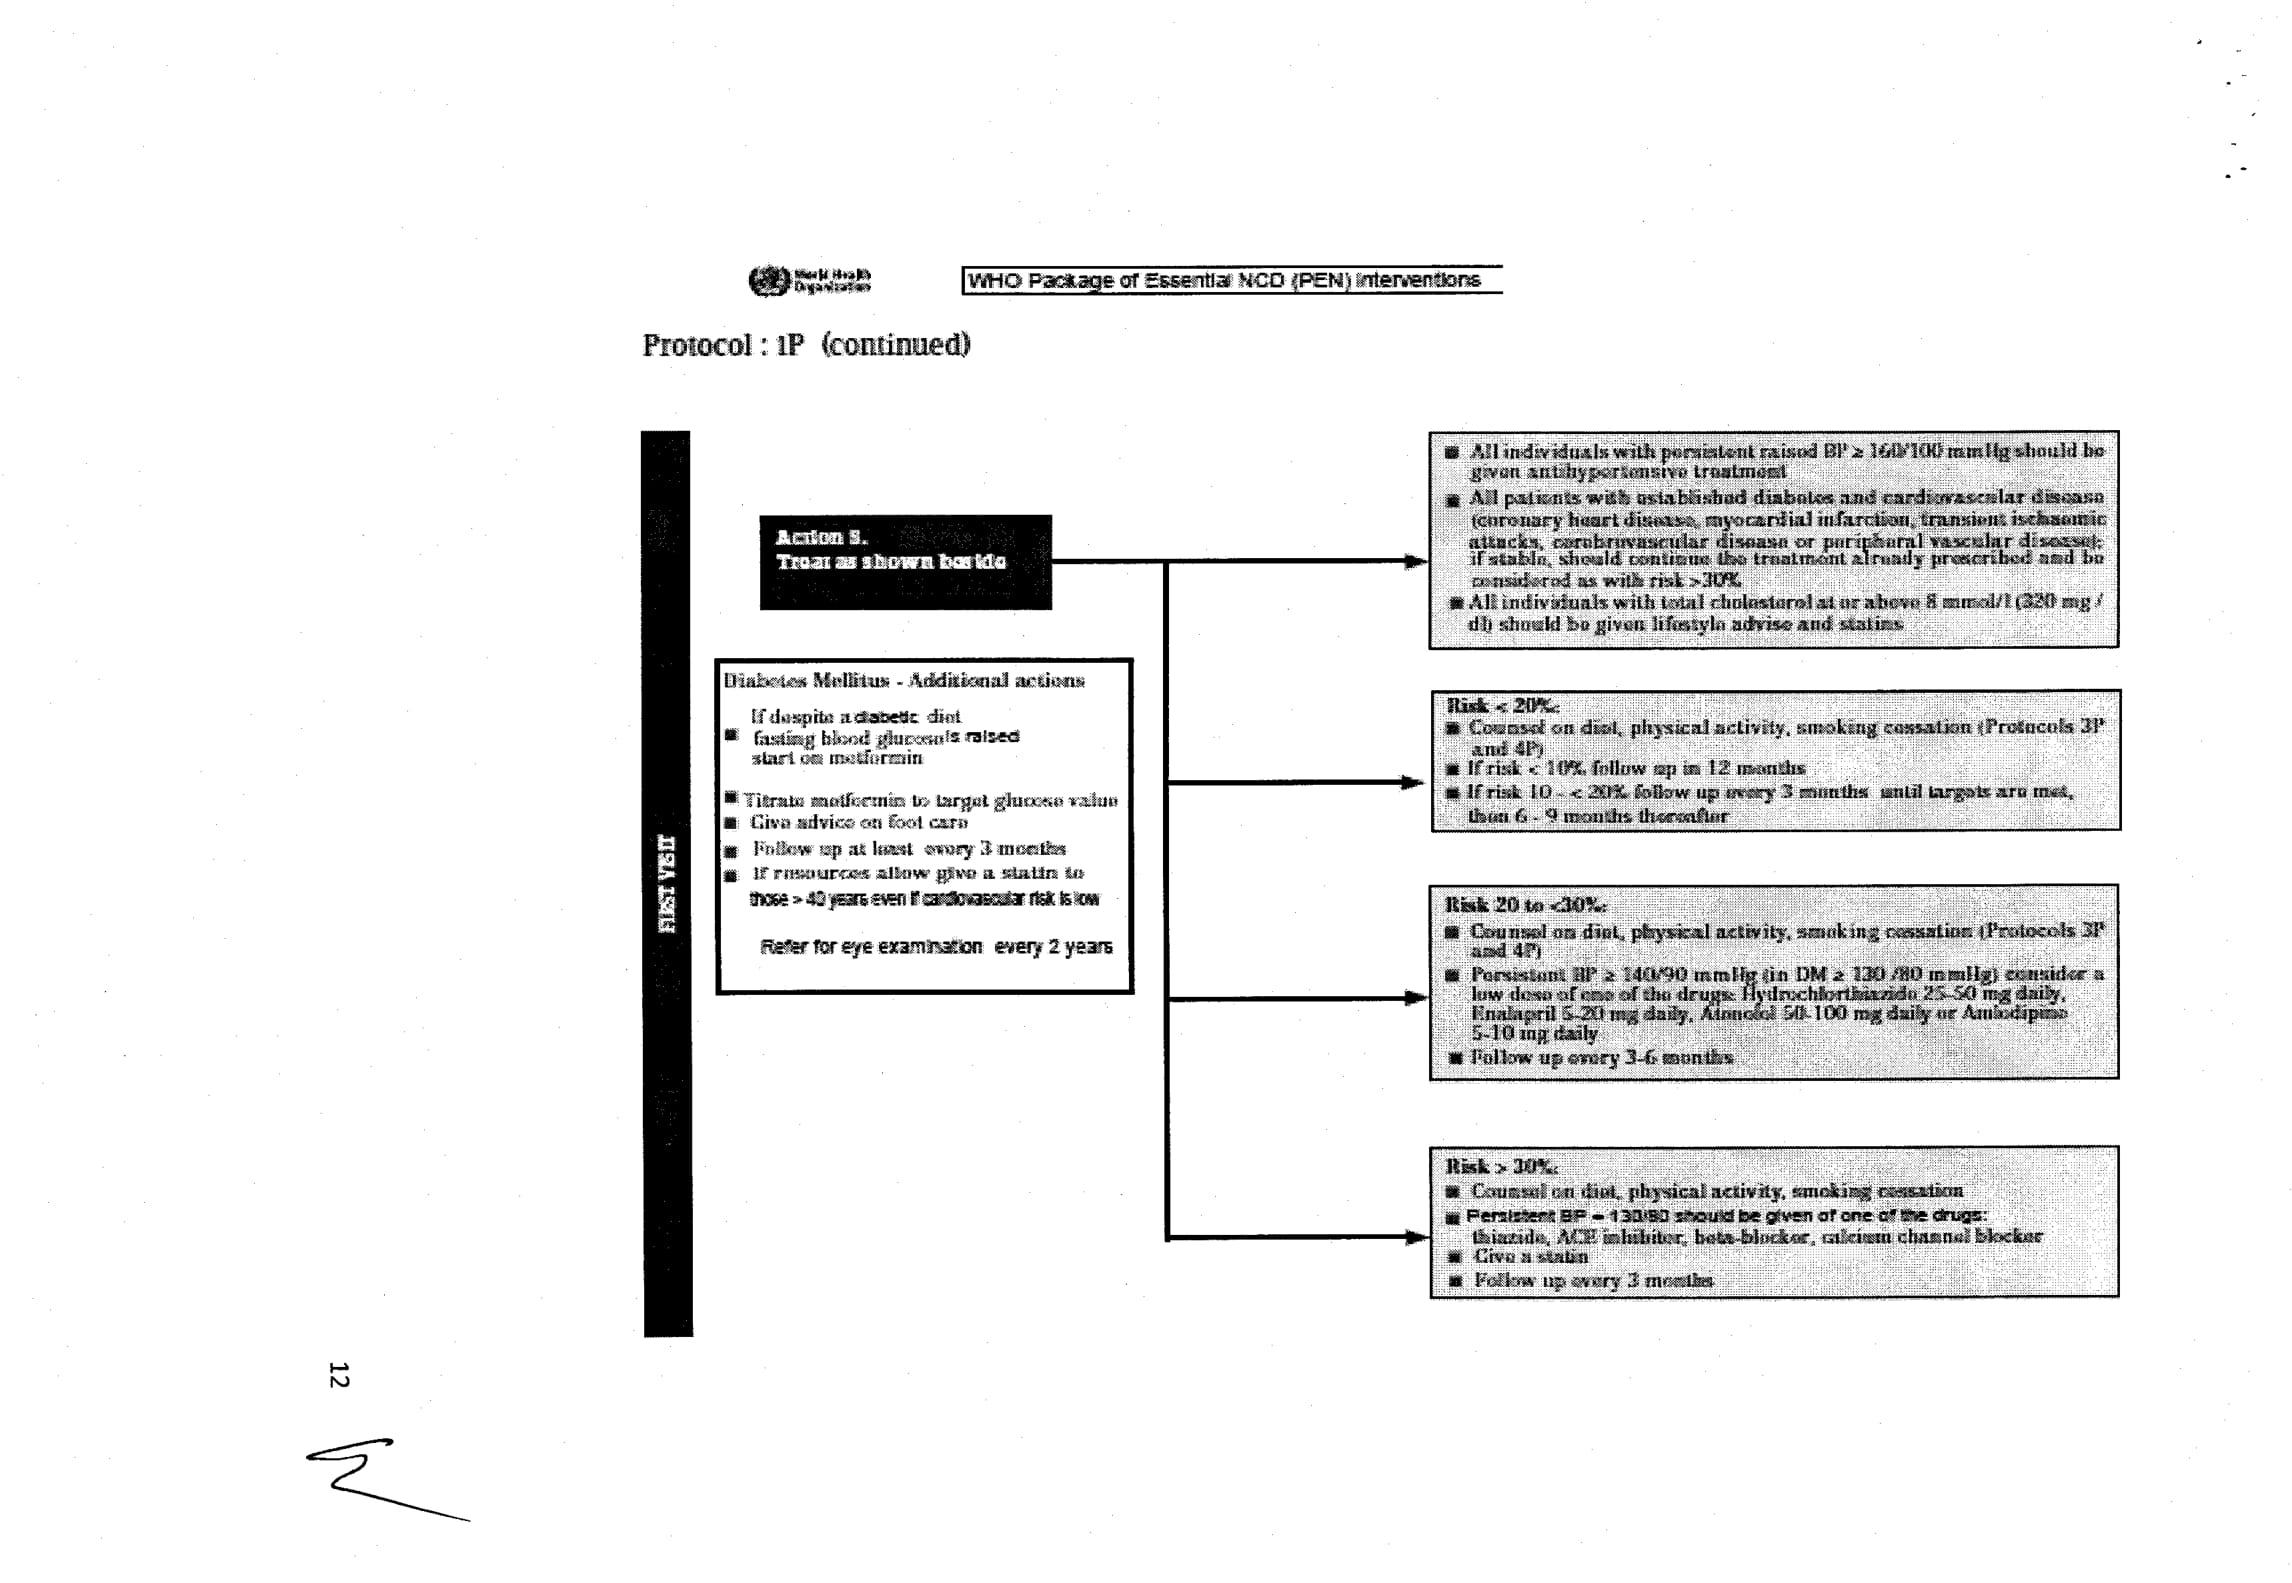 World Health
Organization
WHO Package of Essential NCD (PEN) Interventions
Protocol : 1P (continued)
FIRST VISIT
Action 5.
Treat as shown beside
Diabetes Mellitus - Additional actions
■ If despite a diabetic diet
fasting blood glucose is raised
start on metformin
■ Titrate metformin to target glucose value
■ Give advice on foot care
■ Follow up at least every 3 months
■ If resources allow give a statin to
those > 40 years even if cardiovascular risk is low
Refer for eye examination every 2 years
■ All individuals with persistent raised BP ≥ 160/100 mmHg should be
given antihypertensive treatment
■ All patients with established diabetes and cardiovascular disease
(coronary heart disease, myocardial infarction, transient ischaemic
attacks, cerebrovascular disease or peripheral vascular disease);
if stable, should continue the treatment already prescribed and be
considered as with risk >30%
■ All individuals with total cholesterol at or above 8 mmol/l (320 mg /
dl) should be given lifestyle advise and statins
Risk < 20%:
■ Counsel on diet, physical activity, smoking cessation (Protocols 3P
and 4P)
■ If risk < 10% follow up in 12 months
■ If risk 10 - < 20% follow up every 3 months until targets are met,
then 6 - 9 months thereafter
Risk 20 to <30%:
■ Counsel on diet, physical activity, smoking cessation (Protocols 3P
and 4P)
■ Persistent BP ≥ 140/90 mmHg (in DM ≥ 130 /80 mmHg) consider a
low dose of one of the drugs: Hydrochlorthiazide 25-50 mg daily,
Enalapril 5-20 mg daily, Atenolol 50-100 mg daily or Amlodipine
5-10 mg daily
■ Follow up every 3-6 months
Risk > 30%:
■ Counsel on diet, physical activity, smoking cessation
■ Persistent BP 130/80 should be given of one of the drugs:
thiazide, ACE inhibitor, beta-blocker, calcium channel blocker
■ Give a statin
■ Follow up every 3 months
12